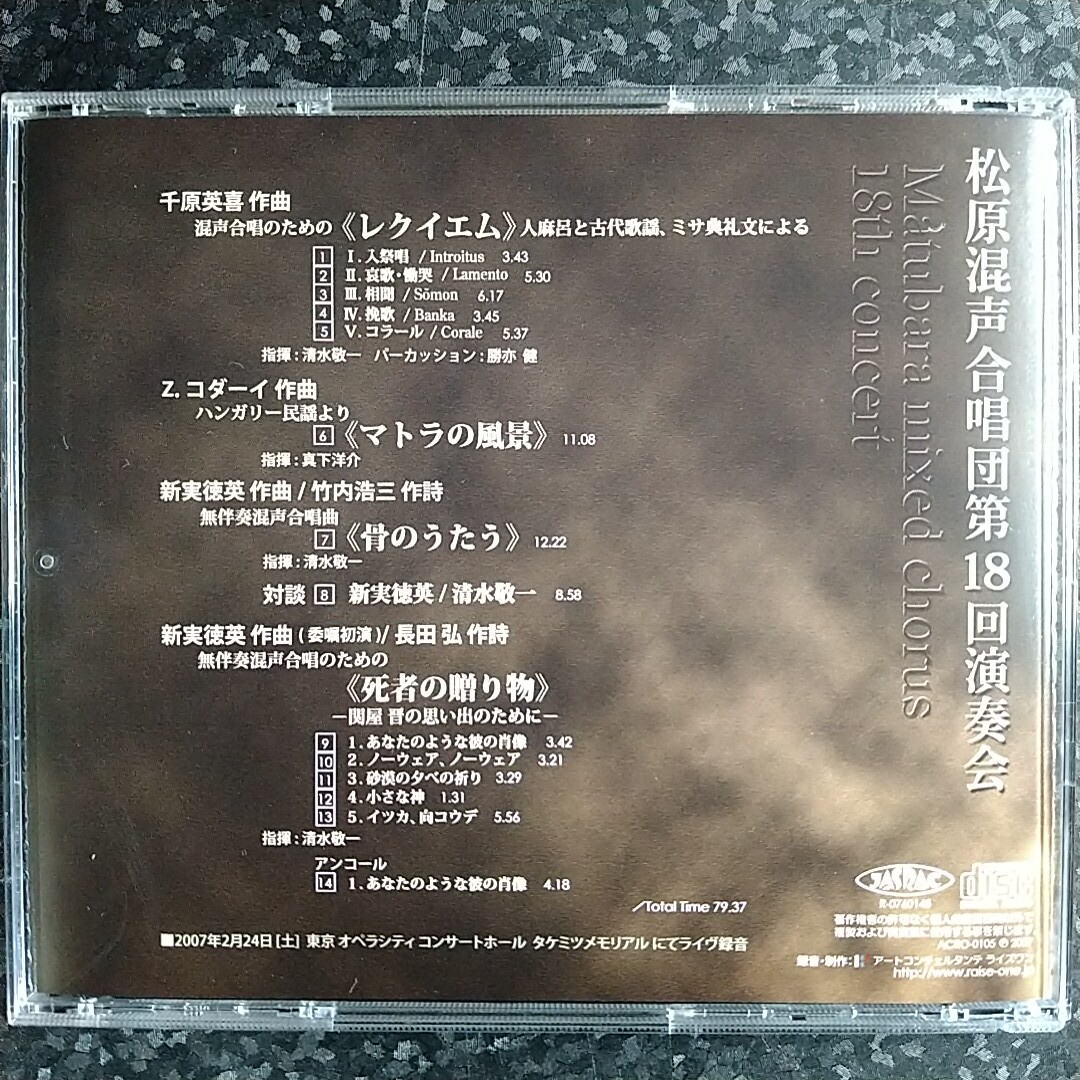 松原混声合唱団第18回演奏会
Matubara mixed chorus
18th concert
千原英喜 作曲
混声合唱のための《レクイエム》人麻呂と古代歌謡、ミサ典礼文による
1 Ⅰ. 入祭唱 / Introitus 3.43
2 Ⅱ. 哀歌・慟哭 / Lamento 5.30
3 Ⅲ. 相聞 / Sōmon 6.17
4 Ⅳ. 挽歌 / Banka 3.45
5 Ⅴ. コラール / Corale 5.37
指揮：清水敬一 パーカッション：勝亦 健
Z. コダーイ 作曲
ハンガリー民謡より
6 《マトラの風景》 11.08
指揮：真下洋介
新実徳英 作曲 / 竹内浩三 作詩
無伴奏混声合唱曲
7 《骨のうたう》 12.22
指揮：清水敬一
対談 8 新実徳英 / 清水敬一 8.58
新実徳英 作曲 ( 委嘱初演 )/ 長田 弘 作詩
無伴奏混声合唱のための
《死者の贈り物》
－関屋 晋の思い出のために－
9 1. あなたのような彼の肖像 3.42
10 2. ノーウェア、ノーウェア 3.21
11 3. 砂漠の夕べの祈り 3.29
12 4. 小さな神 1.31
13 5. イツカ、向コウデ 5.56
指揮：清水敬一
アンコール
14 1. あなたのような彼の肖像 4.18
/Total Time 79.37
■2007年2月24日 [土] 東京 オペラシティ コンサートホール タケミツメモリアル にてライヴ録音
JASRAC
R-0760145
disc
ACRO-0105 © 2007
録音・制作： アートコンチェルタンテ ライズワン
http://www.raise-one.jp